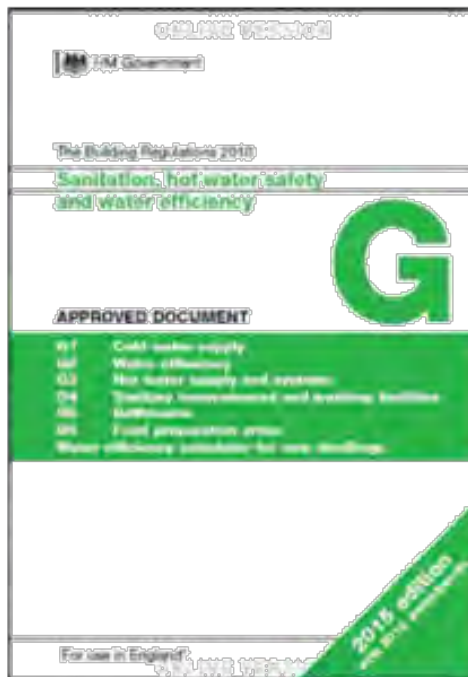 ONLINE VERSION
HM Government
The Building Regulations 2010
Sanitation, hot water safety
and water efficiency
G
APPROVED DOCUMENT
G1 Cold water supply
G2 Water efficiency
G3 Hot water supply and systems
G4 Sanitary conveniences and washing facilities
G5 Bathrooms
G6 Food preparation areas
Water efficiency calculator for new dwellings
2015 edition
with 2016 amendments
For use in England*
ONLINE VERSION